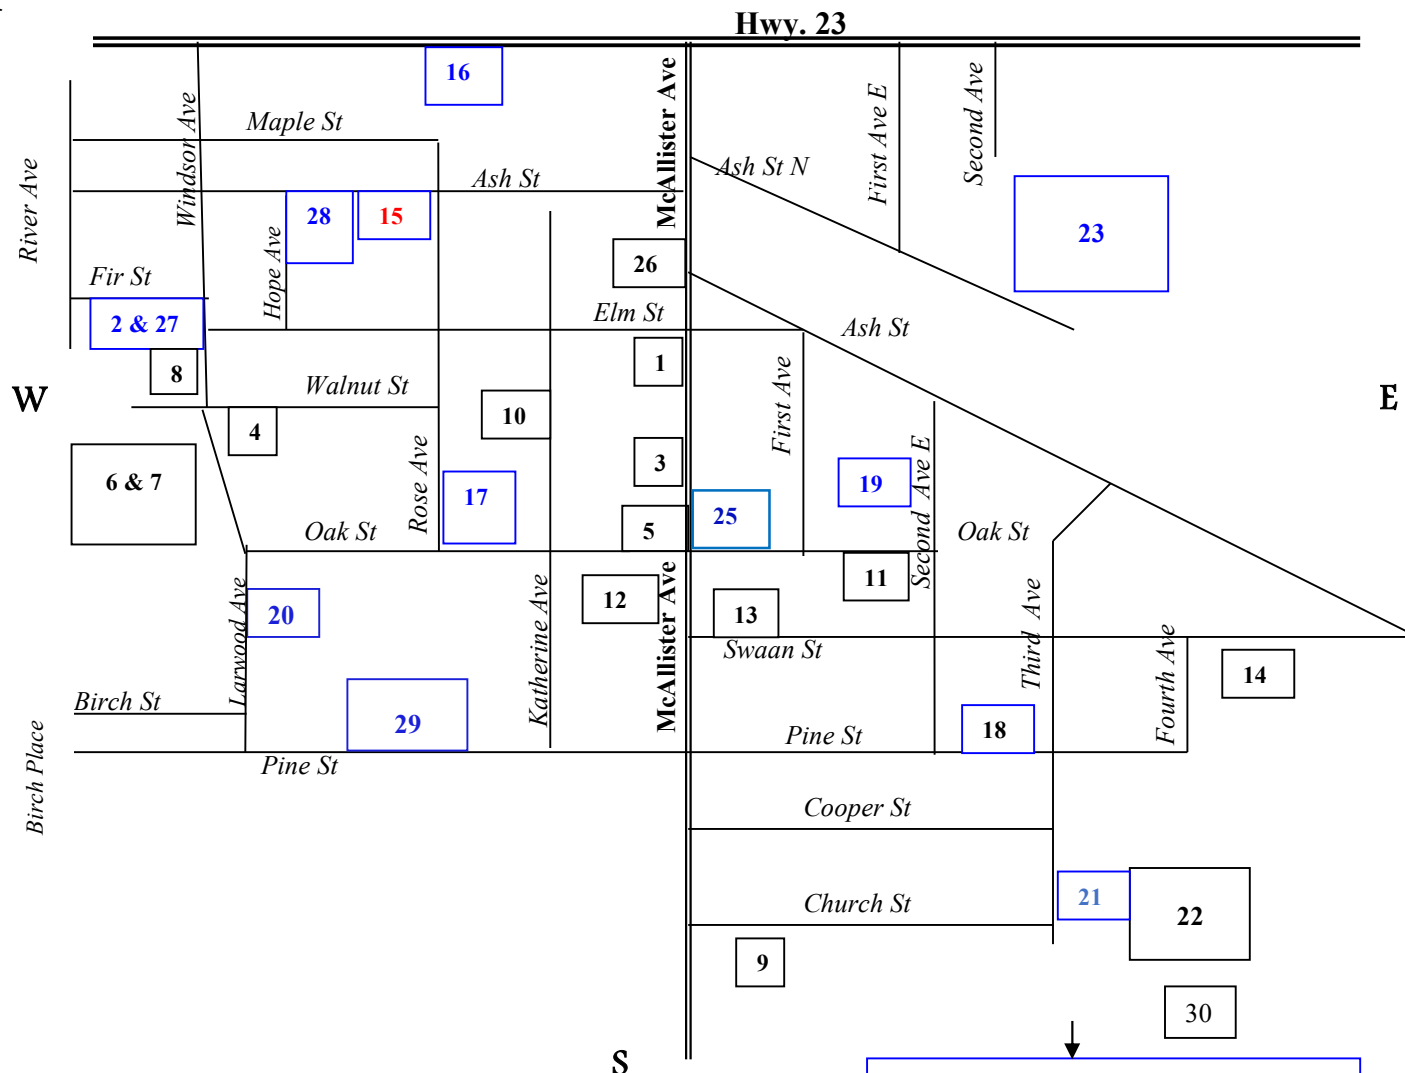 Hwy. 23
16
McAllister Ave
First Ave E
Second Ave
Windsor Ave
Maple St
River Ave
Ash St
Ash St N
28
15
23
Hope Ave
26
Fir St
2 & 27
Elm St
Ash St
8
1
Walnut St
First Ave
W
E
10
4
Rose Ave
3
6 & 7
17
19
Second Ave E
25
Oak St
5
Oak St
11
Larwood Ave
20
Katherine Ave
12
McAllister Ave
13
Third Ave
Swaan St
Fourth Ave
14
Birch St
29
18
Birch Place
Pine St
Pine St
Cooper St
21
Church St
22
9
30
S